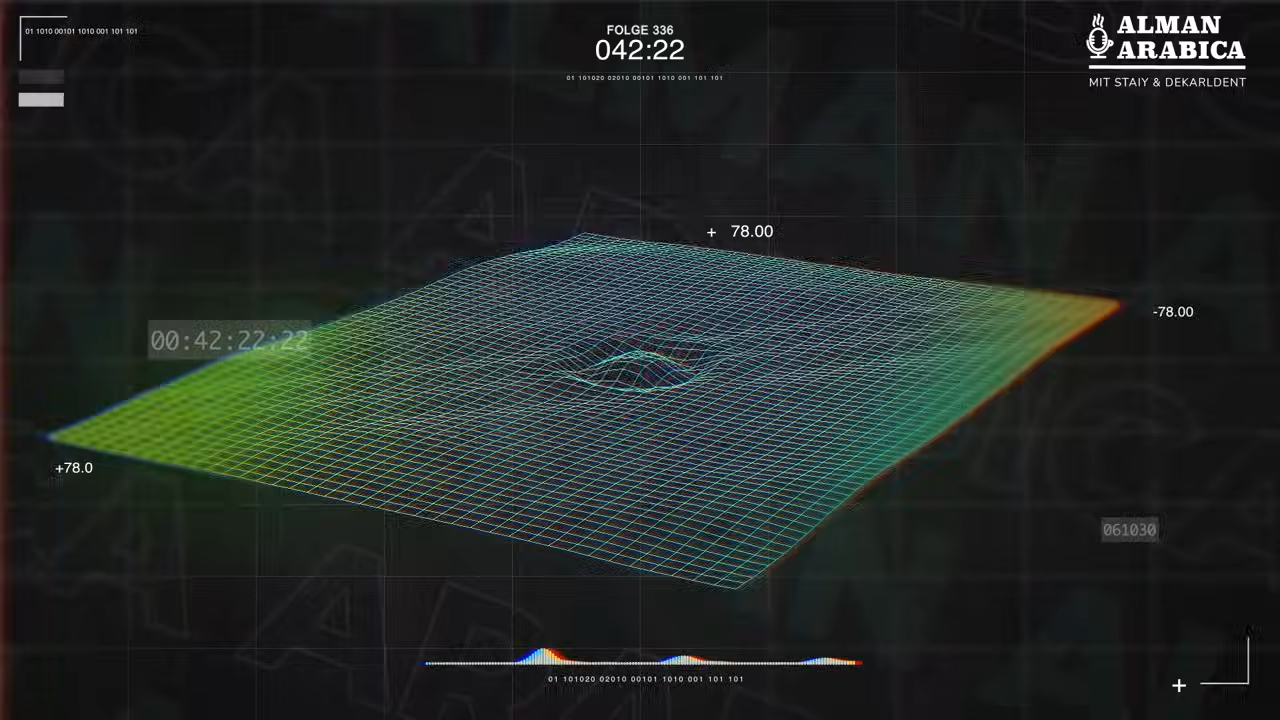 01 1010 00101 1010 001 101 101
FOLGE 336
042:22
01 101020 02010 00101 1010 001 101 101
ALMAN
ARABICA
MIT STAIY & DEKARLDENT
+ 78.00
-78.00
00:42:22:22
+78.0
061030
01 101020 02010 00101 1010 001 101 101
+